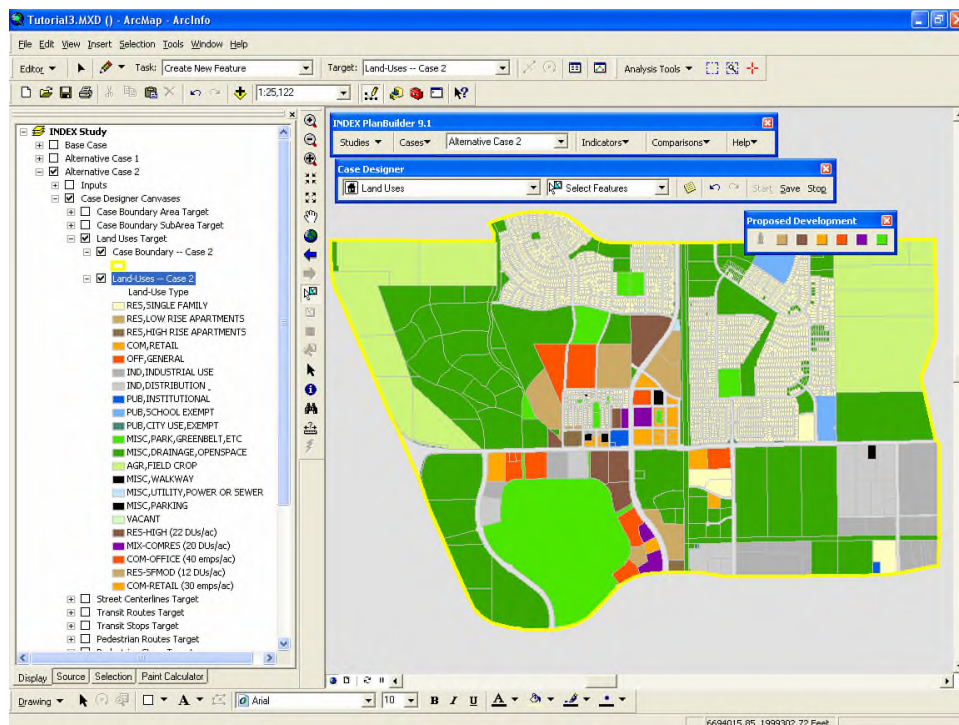 Tutorial3.MXD () - ArcMap - ArcInfo
File Edit View Insert Selection Tools Window Help
Editor Task: Create New Feature Target: Land-Uses -- Case 2 Analysis Tools
1:25,122
INDEX Study
Base Case
Alternative Case 1
Alternative Case 2
Inputs
Case Designer Canvases
Case Boundary Area Target
Case Boundary SubArea Target
Land Uses Target
Case Boundary -- Case 2
Land-Uses -- Case 2
Land-Use Type
RES,SINGLE FAMILY
RES,LOW RISE APARTMENTS
RES,HIGH RISE APARTMENTS
COM,RETAIL
OFF,GENERAL
IND,INDUSTRIAL USE
IND,DISTRIBUTION
PUB,INSTITUTIONAL
PUB,SCHOOL EXEMPT
PUB,CITY USE,EXEMPT
MISC,PARK,GREENBELT,ETC
MISC,DRAINAGE,OPENSPACE
AGR,FIELD CROP
MISC,WALKWAY
MISC,UTILITY,POWER OR SEWER
MISC,PARKING
VACANT
RES-HIGH (22 DUs/ac)
MIX-COMRES (20 DUs/ac)
COM-OFFICE (40 emps/ac)
RES-SFMOD (12 DUs/ac)
COM-RETAIL (30 emps/ac)
Street Centerlines Target
Transit Routes Target
Transit Stops Target
Pedestrian Routes Target
Display Source Selection Paint Calculator
INDEX PlanBuilder 9.1
Studies Cases Alternative Case 2 Indicators Comparisons Help
Case Designer
Land Uses Select Features Start Save Stop
Proposed Development
Drawing A Arial 10 B I U A
6694015.85 1999302.72 Feet